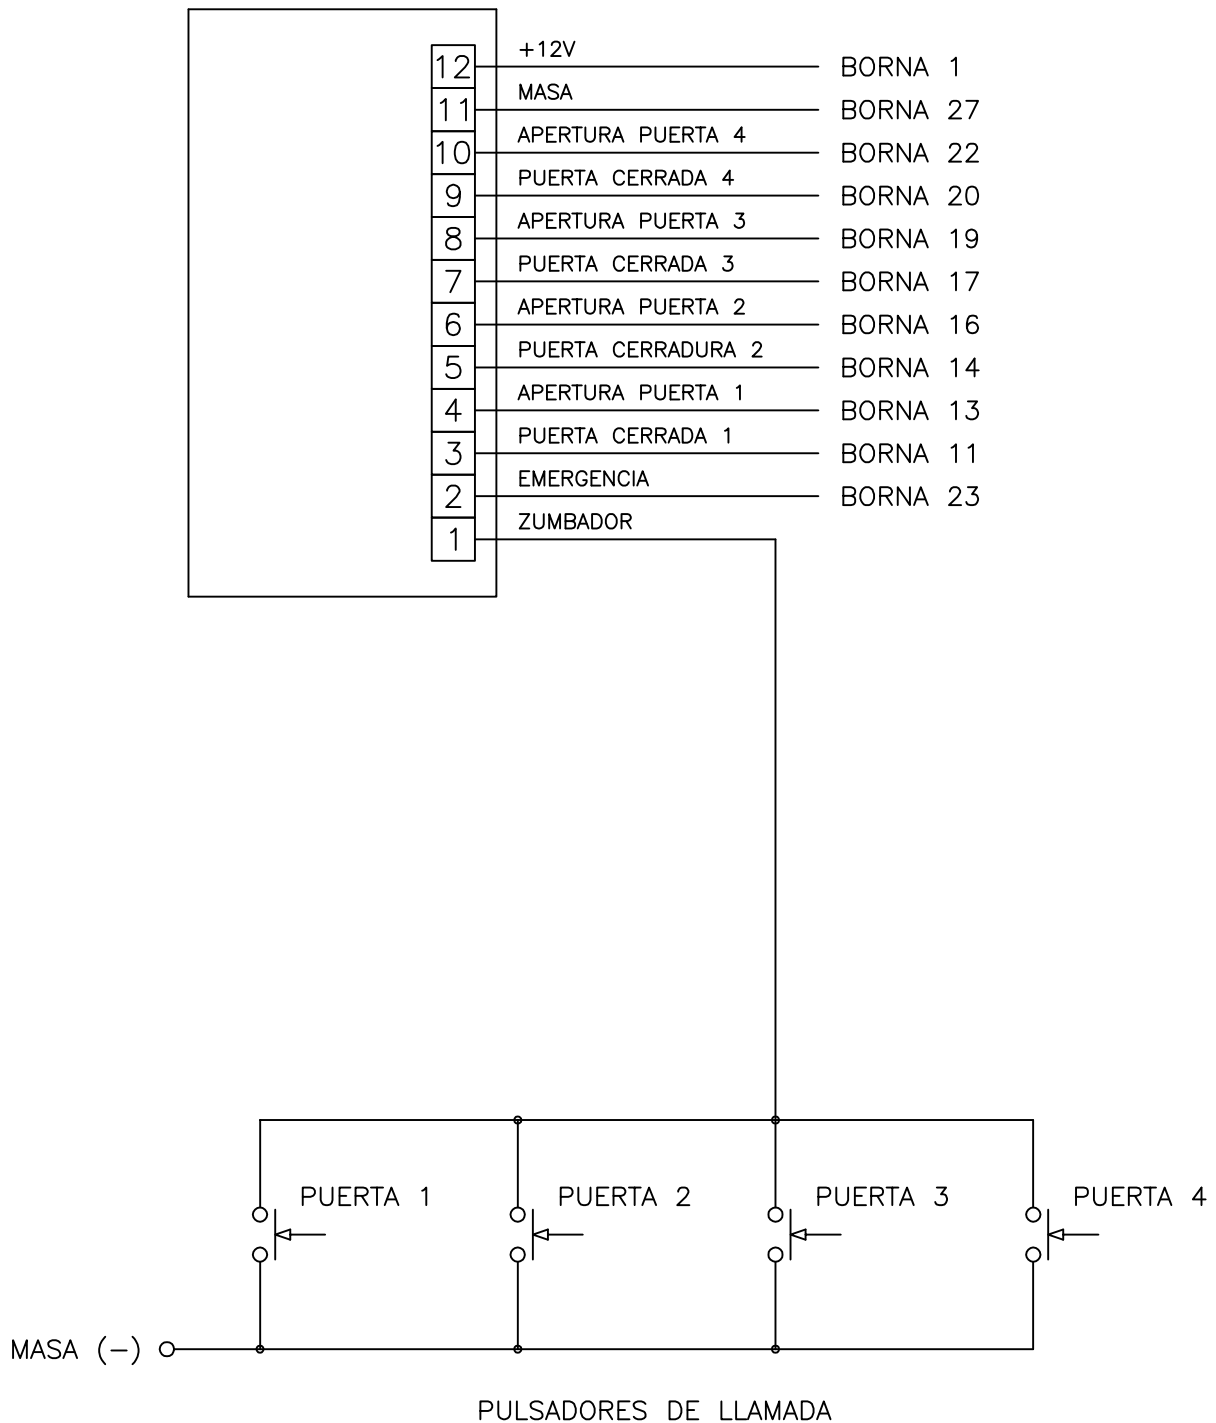 +12V
12 BORNA 1
MASA
11 BORNA 27
APERTURA PUERTA 4
10 BORNA 22
PUERTA CERRADA 4
9 BORNA 20
APERTURA PUERTA 3
8 BORNA 19
PUERTA CERRADA 3
7 BORNA 17
APERTURA PUERTA 2
6 BORNA 16
PUERTA CERRADURA 2
5 BORNA 14
APERTURA PUERTA 1
4 BORNA 13
PUERTA CERRADA 1
3 BORNA 11
EMERGENCIA
2 BORNA 23
ZUMBADOR
1
PUERTA 1 PUERTA 2 PUERTA 3 PUERTA 4
MASA (-)
PULSADORES DE LLAMADA